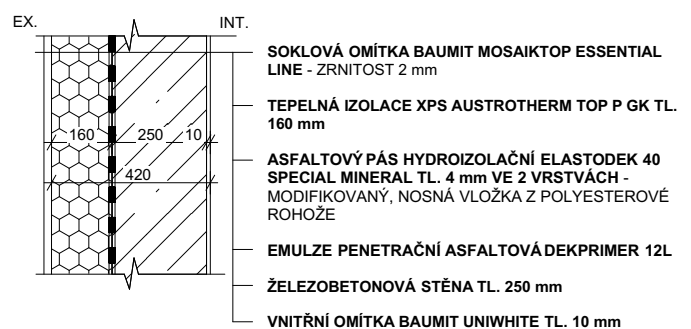 EX.
INT.
SOKLOVÁ OMÍTKA BAUMIT MOSAIKTOP ESSENTIAL
LINE - ZRNITOST 2 mm
TEPELNÁ IZOLACE XPS AUSTROTHERM TOP P GK TL.
160 mm
160
250
10
420
ASFALTOVÝ PÁS HYDROIZOLAČNÍ ELASTODEK 40
SPECIAL MINERAL TL. 4 mm VE 2 VRSTVÁCH -
MODIFIKOVANÝ, NOSNÁ VLOŽKA Z POLYESTEROVÉ
ROHOŽE
EMULZE PENETRAČNÍ ASFALTOVÁ DEKPRIMER 12L
ŽELEZOBETONOVÁ STĚNA TL. 250 mm
VNITŘNÍ OMÍTKA BAUMIT UNIWHITE TL. 10 mm